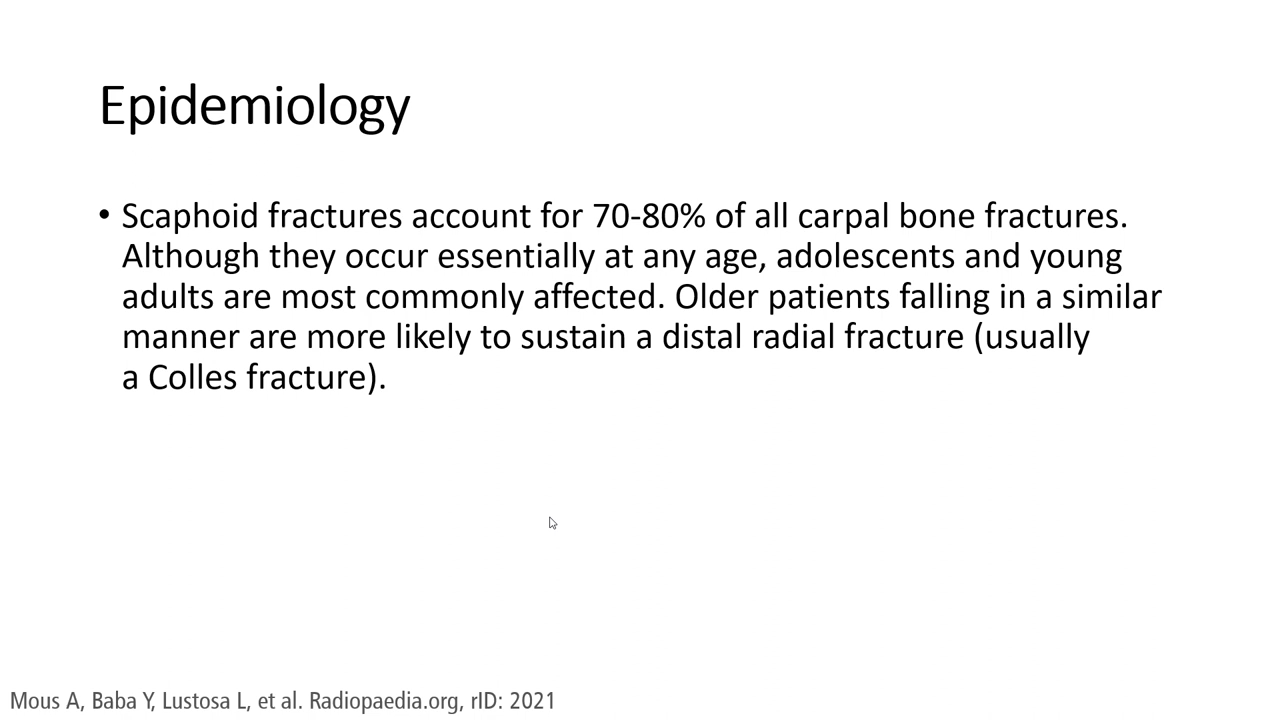 Epidemiology
• Scaphoid fractures account for 70-80% of all carpal bone fractures.
Although they occur essentially at any age, adolescents and young
adults are most commonly affected. Older patients falling in a similar
manner are more likely to sustain a distal radial fracture (usually
a Colles fracture).
Mous A, Baba Y, Lustosa L, et al. Radiopaedia.org, rID: 2021